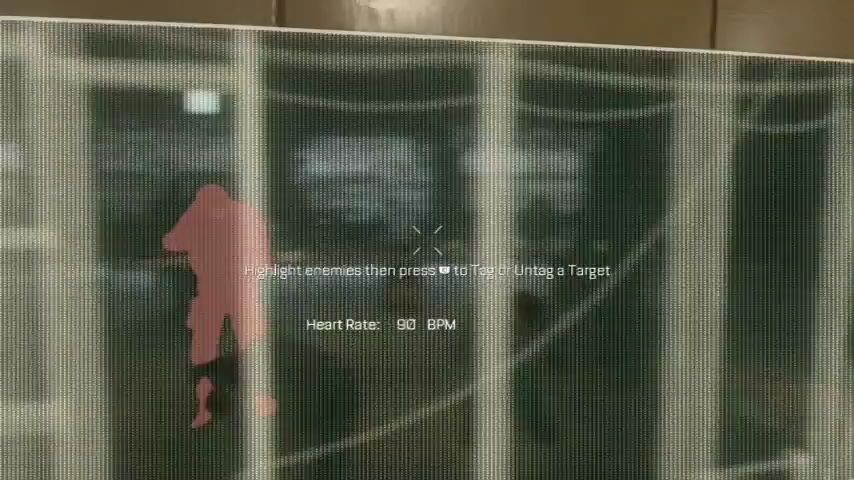 Highlight enemies then press to Tag or Untag a Target.
Heart Rate: 90 BPM